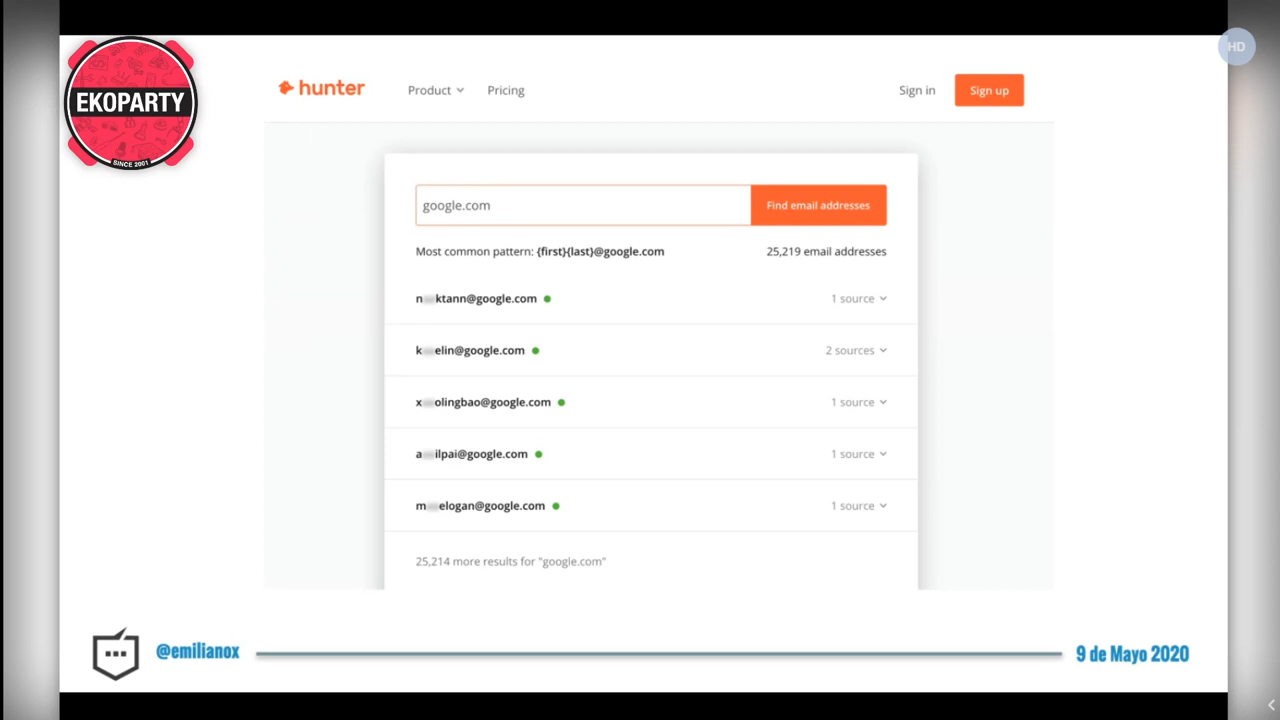 EKOPARTY
SINCE 2001
HD
hunter
Product
Pricing
Sign in
Sign up
google.com
Find email addresses
Most common pattern: {first}{last}@google.com
25,219 email addresses
n ktann@google.com
1 source
k elin@google.com
2 sources
x olingbao@google.com
1 source
a ilpai@google.com
1 source
m elogan@google.com
1 source
25,214 more results for "google.com"
@emilianox
9 de Mayo 2020